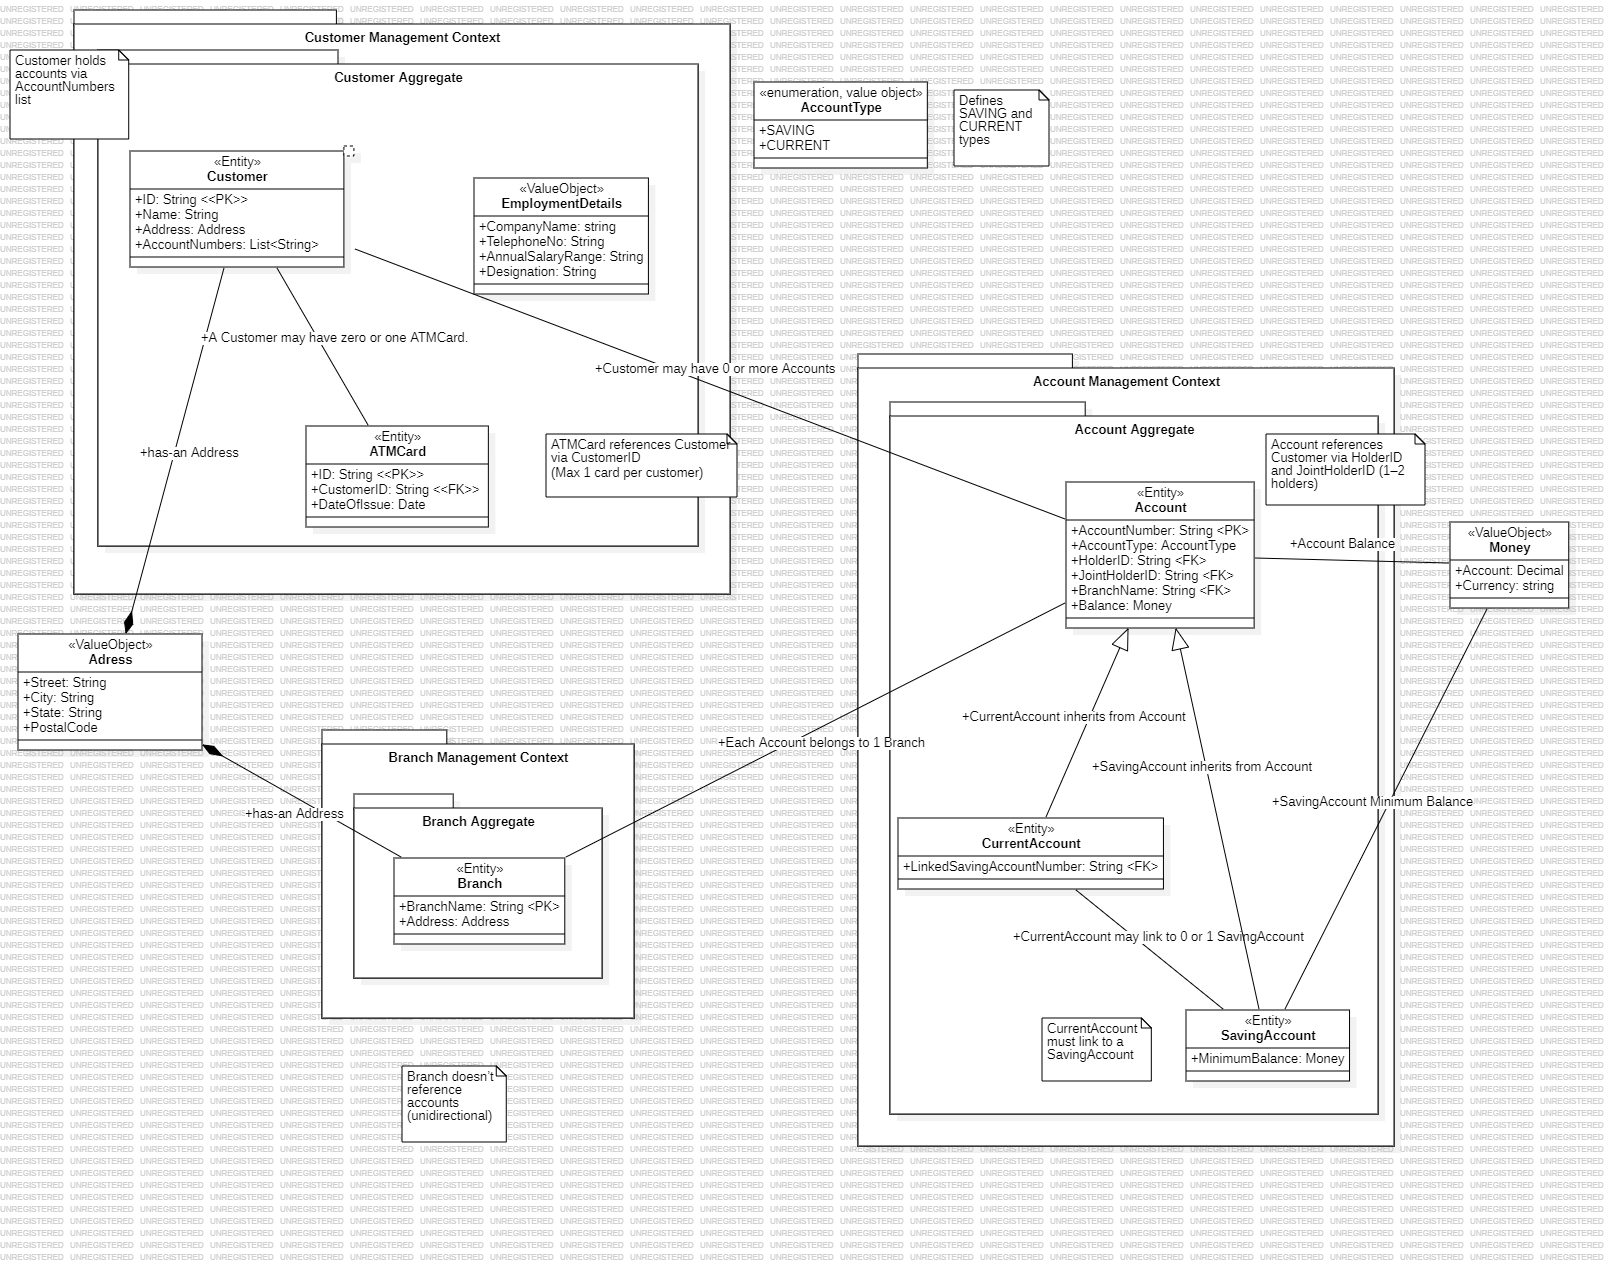 Customer Management Context
Customer holds
accounts via
AccountNumbers
list
Customer Aggregate
«Entity»
Customer
+ID: String <<PK>>
+Name: String
+Address: Address
+AccountNumbers: List<String>
«ValueObject»
EmploymentDetails
+CompanyName: string
+TelephoneNo: String
+AnnualSalaryRange: String
+Designation: String
«enumeration, value object»
AccountType
+SAVING
+CURRENT
Defines
SAVING and
CURRENT
types
+A Customer may have zero or one ATMCard.
+Customer may have 0 or more Accounts
+has-an Address
«Entity»
ATMCard
+ID: String <<PK>>
+CustomerID: String <<FK>>
+DateOfIssue: Date
ATMCard references Customer
via CustomerID
(Max 1 card per customer)
Account Management Context
Account Aggregate
Account references
Customer via HolderID
and JointHolderID (1–2
holders)
«Entity»
Account
+AccountNumber: String <PK>
+AccountType: AccountType
+HolderID: String <FK>
+JointHolderID: String <FK>
+BranchName: String <FK>
+Balance: Money
+Account Balance
«ValueObject»
Money
+Account: Decimal
+Currency: string
«ValueObject»
Adress
+Street: String
+City: String
+State: String
+PostalCode
+has-an Address
Branch Management Context
Branch Aggregate
«Entity»
Branch
+BranchName: String <PK>
+Address: Address
+Each Account belongs to 1 Branch
+CurrentAccount inherits from Account
+SavingAccount inherits from Account
+SavingAccount Minimum Balance
«Entity»
CurrentAccount
+LinkedSavingAccountNumber: String <FK>
+CurrentAccount may link to 0 or 1 SavingAccount
CurrentAccount
must link to a
SavingAccount
«Entity»
SavingAccount
+MinimumBalance: Money
Branch doesn't
reference
accounts
(unidirectional)
UNREGISTERED